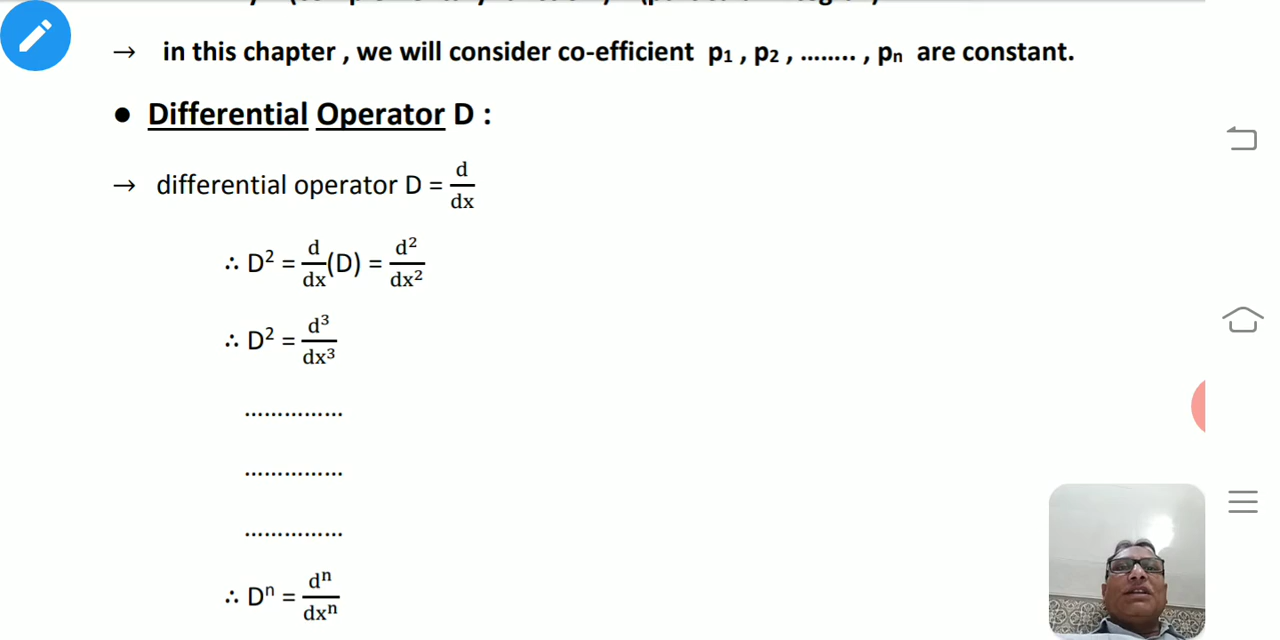 → in this chapter , we will consider co-efficient p₁ , p₂ , ........ , pₙ are constant.
● Differential Operator D :
→ differential operator D = d/dx
∴ D² = d/dx(D) = d²/dx²
∴ D² = d³/dx³
...............
...............
...............
∴ Dⁿ = dⁿ/dxⁿ